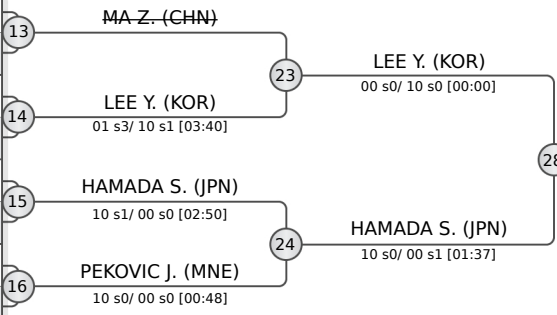 13
MA Z. (CHN)
23
LEE Y. (KOR)
00 s0/ 10 s0 [00:00]
14
LEE Y. (KOR)
01 s3/ 10 s1 [03:40]
28
15
HAMADA S. (JPN)
10 s1/ 00 s0 [02:50]
24
HAMADA S. (JPN)
10 s0/ 00 s1 [01:37]
16
PEKOVIC J. (MNE)
10 s0/ 00 s0 [00:48]